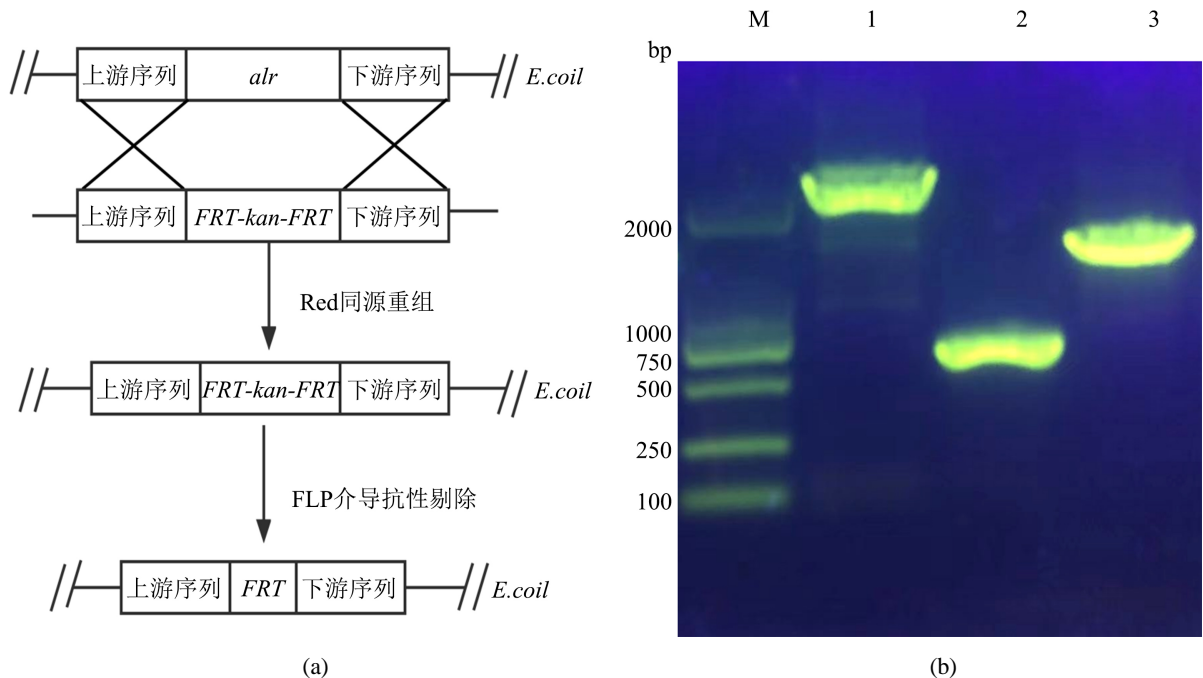 上游序列 alr 下游序列 E.coil
上游序列 FRT-kan-FRT 下游序列
Red同源重组
上游序列 FRT-kan-FRT 下游序列 E.coil
FLP介导抗性剔除
上游序列 FRT 下游序列 E.coil
(a)
M 1 2 3
bp
2000
1000
750
500
250
100
(b)